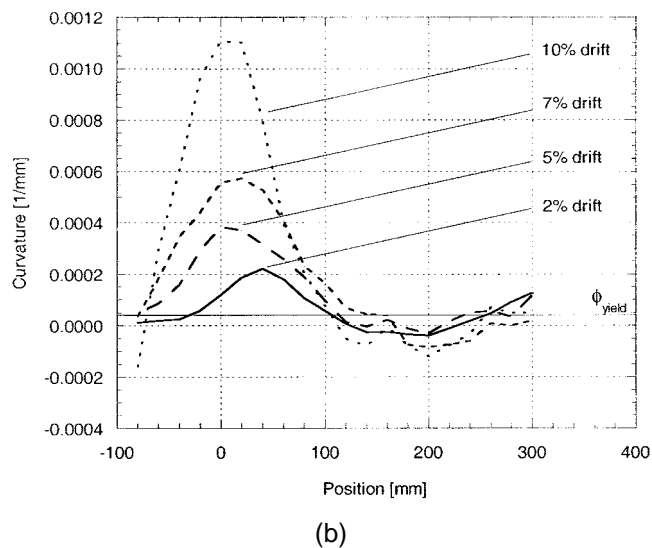 0.0012
0.0010
0.0008
0.0006
0.0004
0.0002
0.0000
-0.0002
-0.0004
Curvature [1/mm]
10% drift
7% drift
5% drift
2% drift
ϕyield
-100
0
100
200
300
400
Position [mm]
(b)